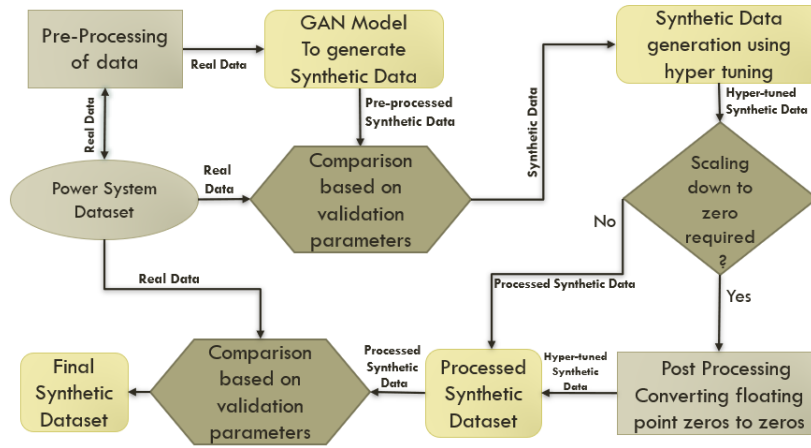 Pre-Processing
of data
Real Data
GAN Model
To generate
Synthetic Data
Synthetic Data
generation using
hyper tuning
Real Data
Pre-processed
Synthetic Data
Synthetic Data
Hyper-tuned
Synthetic Data
Power System
Dataset
Real
Data
Comparison
based on
validation
parameters
Scaling
down to
zero
required
?
No
Yes
Real Data
Processed Synthetic Data
Final
Synthetic
Dataset
Comparison
based on
validation
parameters
Processed
Synthetic
Data
Processed
Synthetic
Dataset
Hyper-tuned
Synthetic
Data
Post Processing
Converting floating
point zeros to zeros